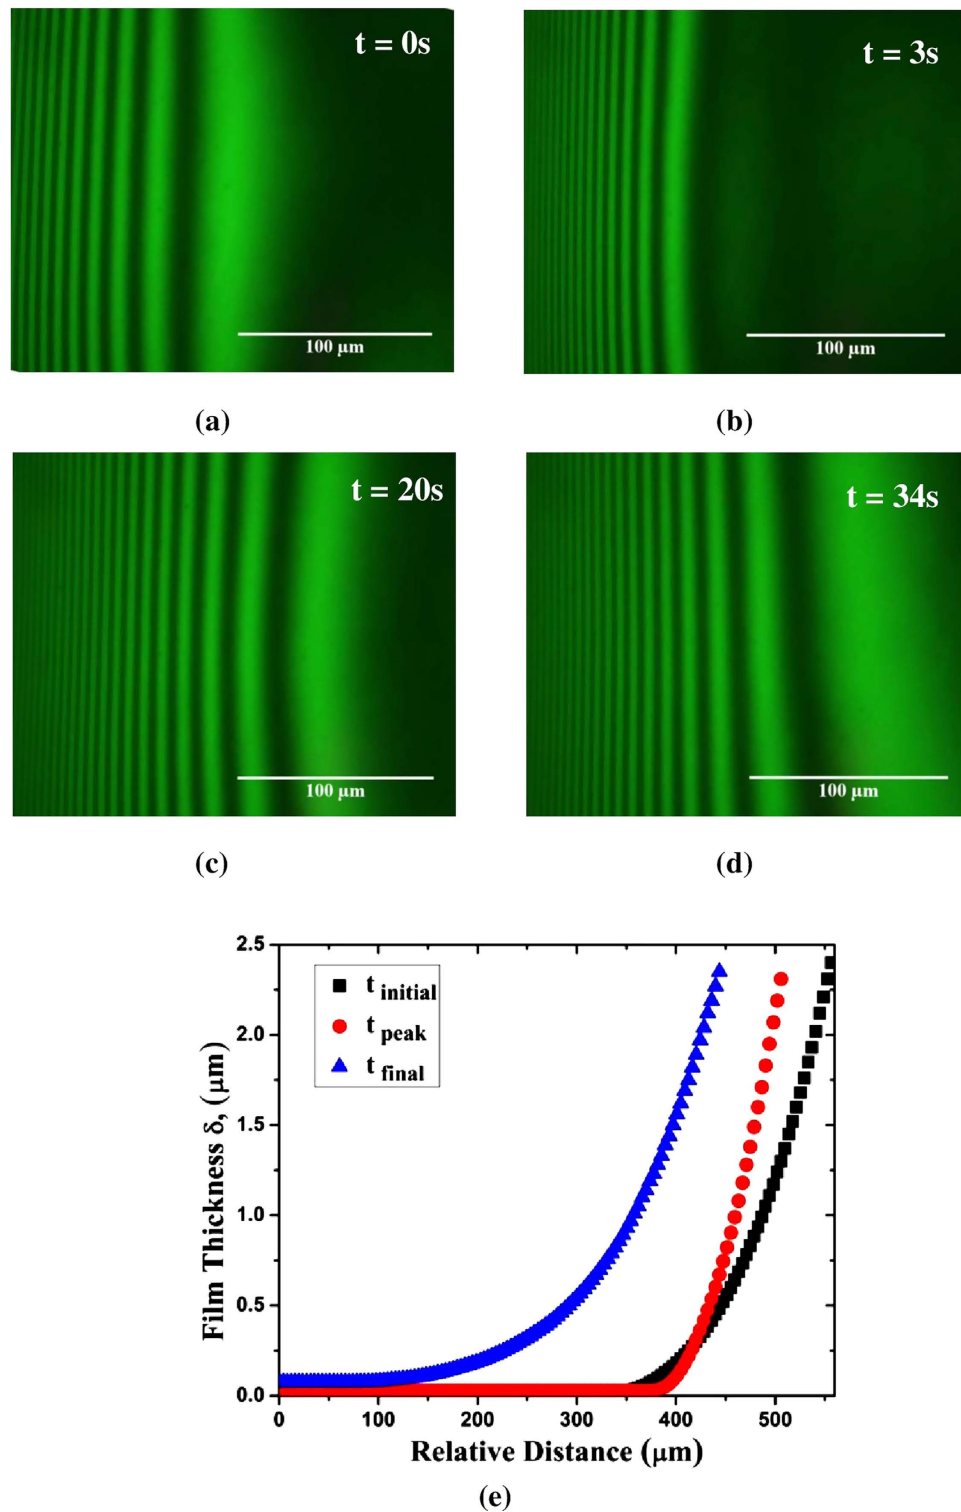 t = 0s
100 μm
(a)
t = 3s
100 μm
(b)
t = 20s
100 μm
(c)
t = 34s
100 μm
(d)
2.5
2.0
1.5
1.0
0.5
0.0
Film Thickness δ, (μm)
t initial
t peak
t final
0 100 200 300 400 500
Relative Distance (μm)
(e)